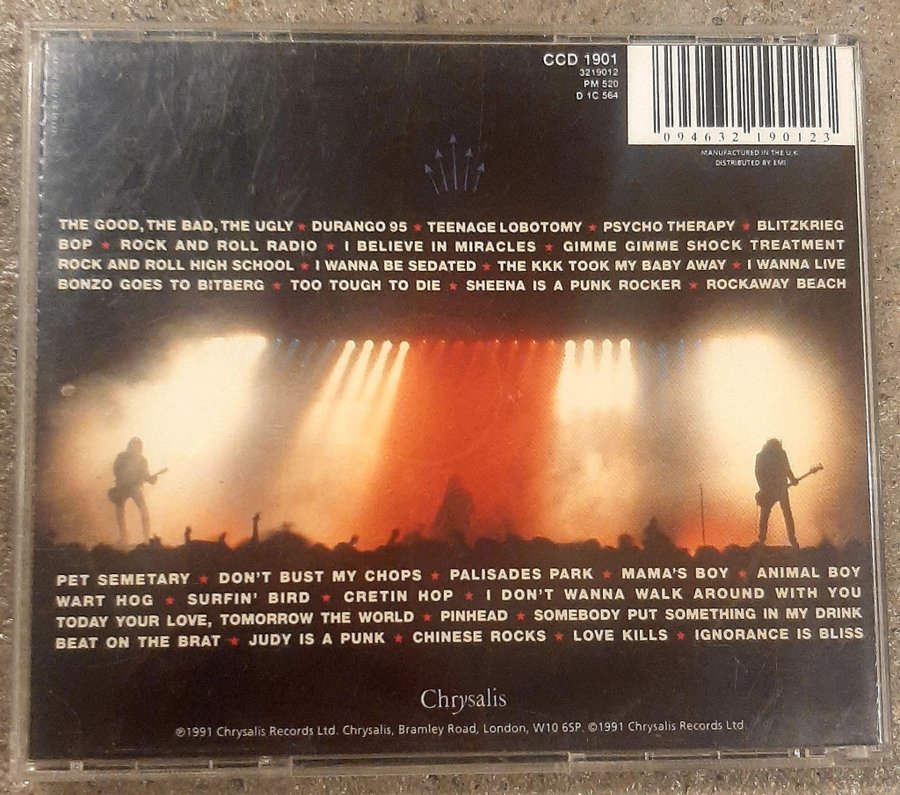 CCD 1901
3219012
PM 520
D 1C 564
094632 190123
MANUFACTURED IN THE U.K.
DISTRIBUTED BY EMI
THE GOOD, THE BAD, THE UGLY ★ DURANGO 95 ★ TEENAGE LOBOTOMY ★ PSYCHO THERAPY ★ BLITZKRIEG
BOP ★ ROCK AND ROLL RADIO ★ I BELIEVE IN MIRACLES ★ GIMME GIMME SHOCK TREATMENT
ROCK AND ROLL HIGH SCHOOL ★ I WANNA BE SEDATED ★ THE KKK TOOK MY BABY AWAY ★ I WANNA LIVE
BONZO GOES TO BITBERG ★ TOO TOUGH TO DIE ★ SHEENA IS A PUNK ROCKER ★ ROCKAWAY BEACH
PET SEMETARY ★ DON'T BUST MY CHOPS ★ PALISADES PARK ★ MAMA'S BOY ★ ANIMAL BOY
WART HOG ★ SURFIN' BIRD ★ CRETIN HOP ★ I DON'T WANNA WALK AROUND WITH YOU
TODAY YOUR LOVE, TOMORROW THE WORLD ★ PINHEAD ★ SOMEBODY PUT SOMETHING IN MY DRINK
BEAT ON THE BRAT ★ JUDY IS A PUNK ★ CHINESE ROCKS ★ LOVE KILLS ★ IGNORANCE IS BLISS
Chrysalis
℗1991 Chrysalis Records Ltd. Chrysalis, Bramley Road, London, W10 6SP. ©1991 Chrysalis Records Ltd.